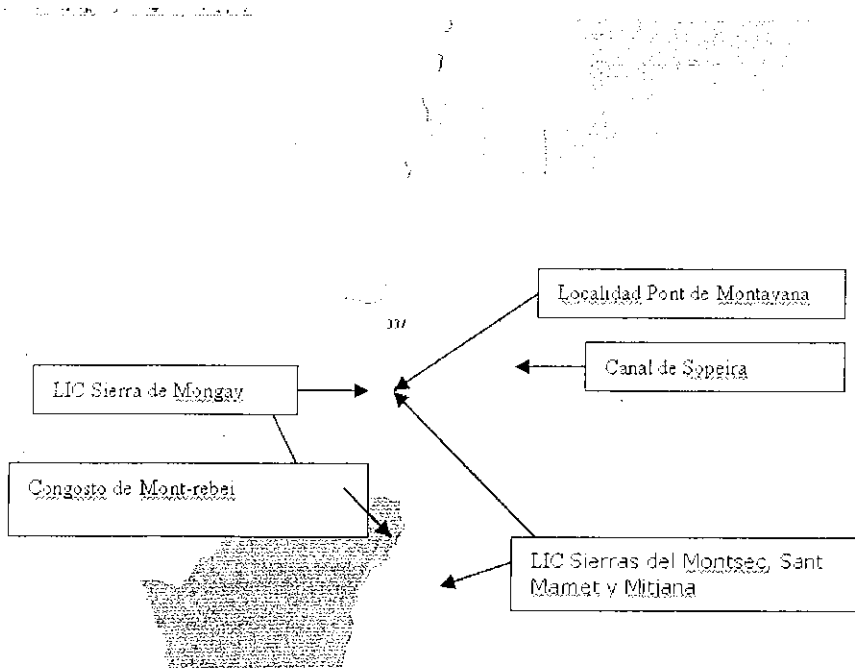 Localidad Pont de Montayana
Canal de Sopeira
LIC Sierra de Mongay
Congosto de Mont-rebei
LIC Sierras del Montsec, Sant
Mamet y Mitjana